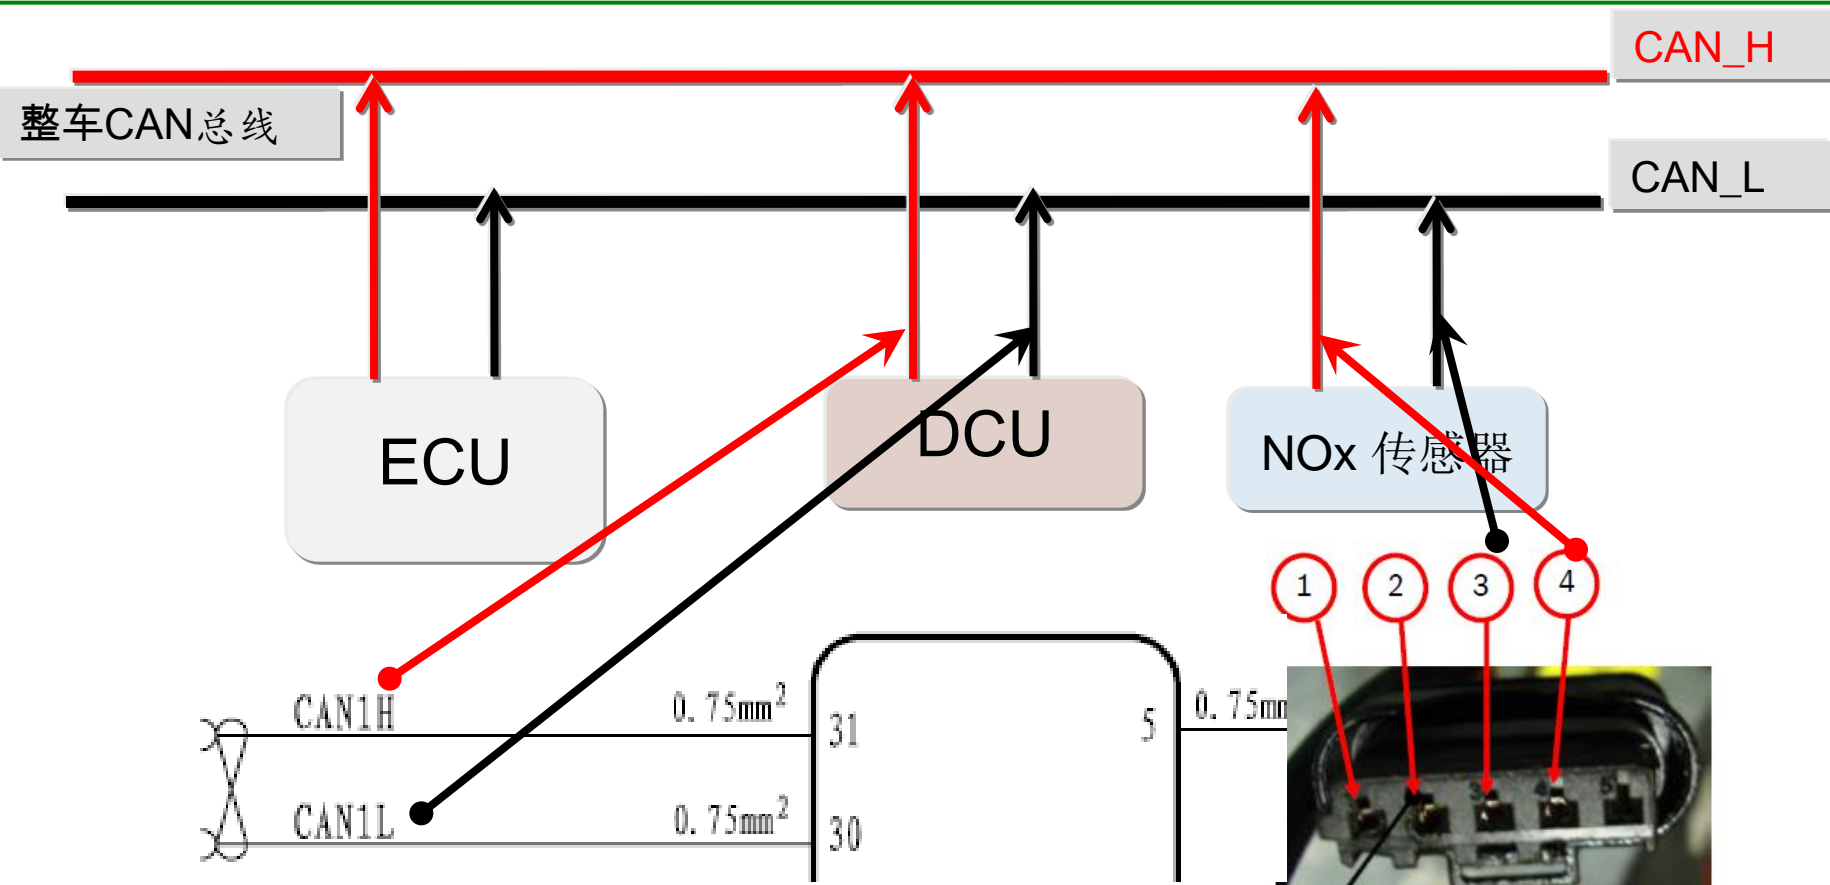 CAN_H
整车CAN总线
CAN_L
ECU
DCU
NOx 传感器
1 2 3 4
CAN1H 0.75mm² 31 5 0.75mm
CAN1L 0.75mm² 30